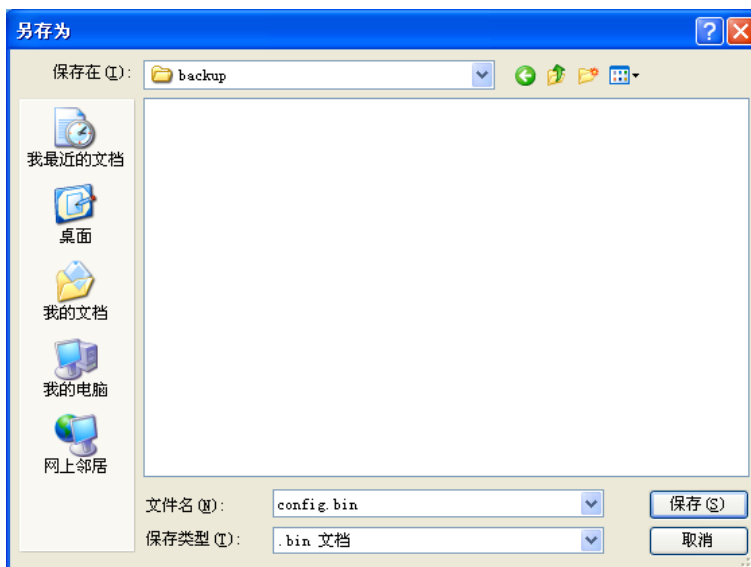 另存为
保存在(I):
backup
我最近的文档
桌面
我的文档
我的电脑
网上邻居
文件名(N):
config.bin
保存(S)
保存类型(T):
.bin 文档
取消